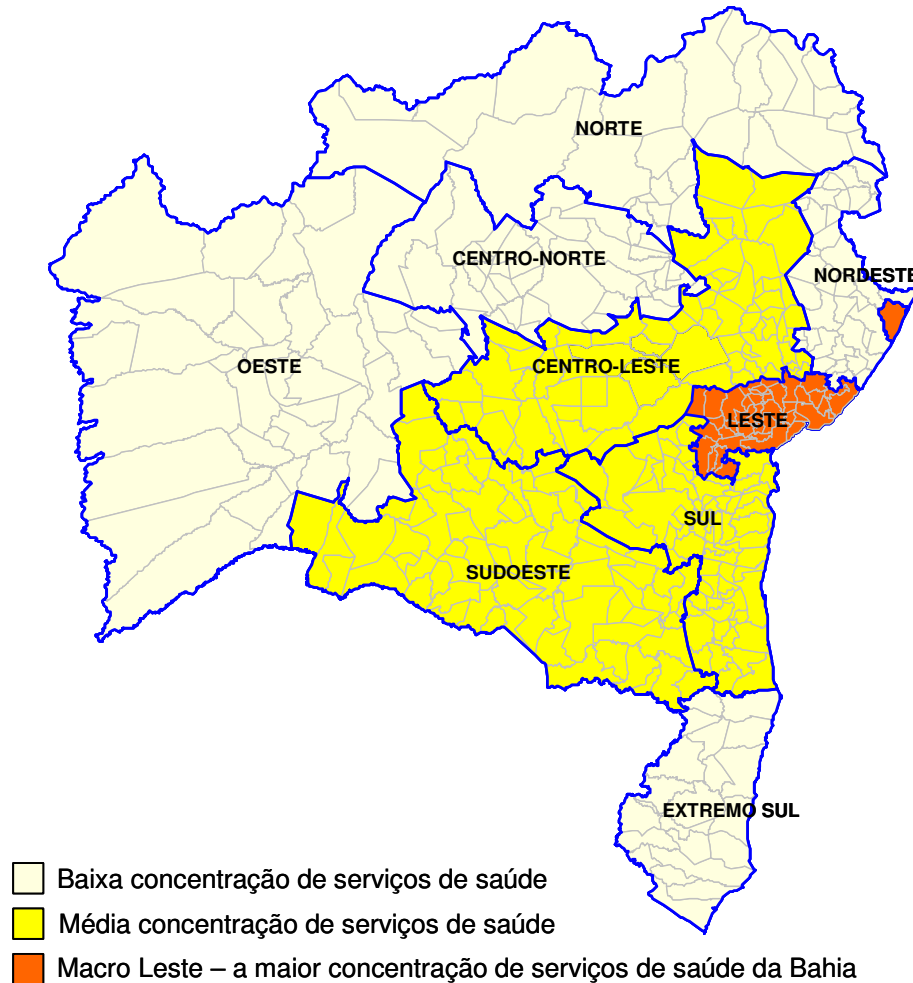 NORTE
CENTRO-NORTE
NORDESTE
OESTE
CENTRO-LESTE
LESTE
SUL
SUDOESTE
EXTREMO SUL
Baixa concentração de serviços de saúde
Média concentração de serviços de saúde
Macro Leste – a maior concentração de serviços de saúde da Bahia